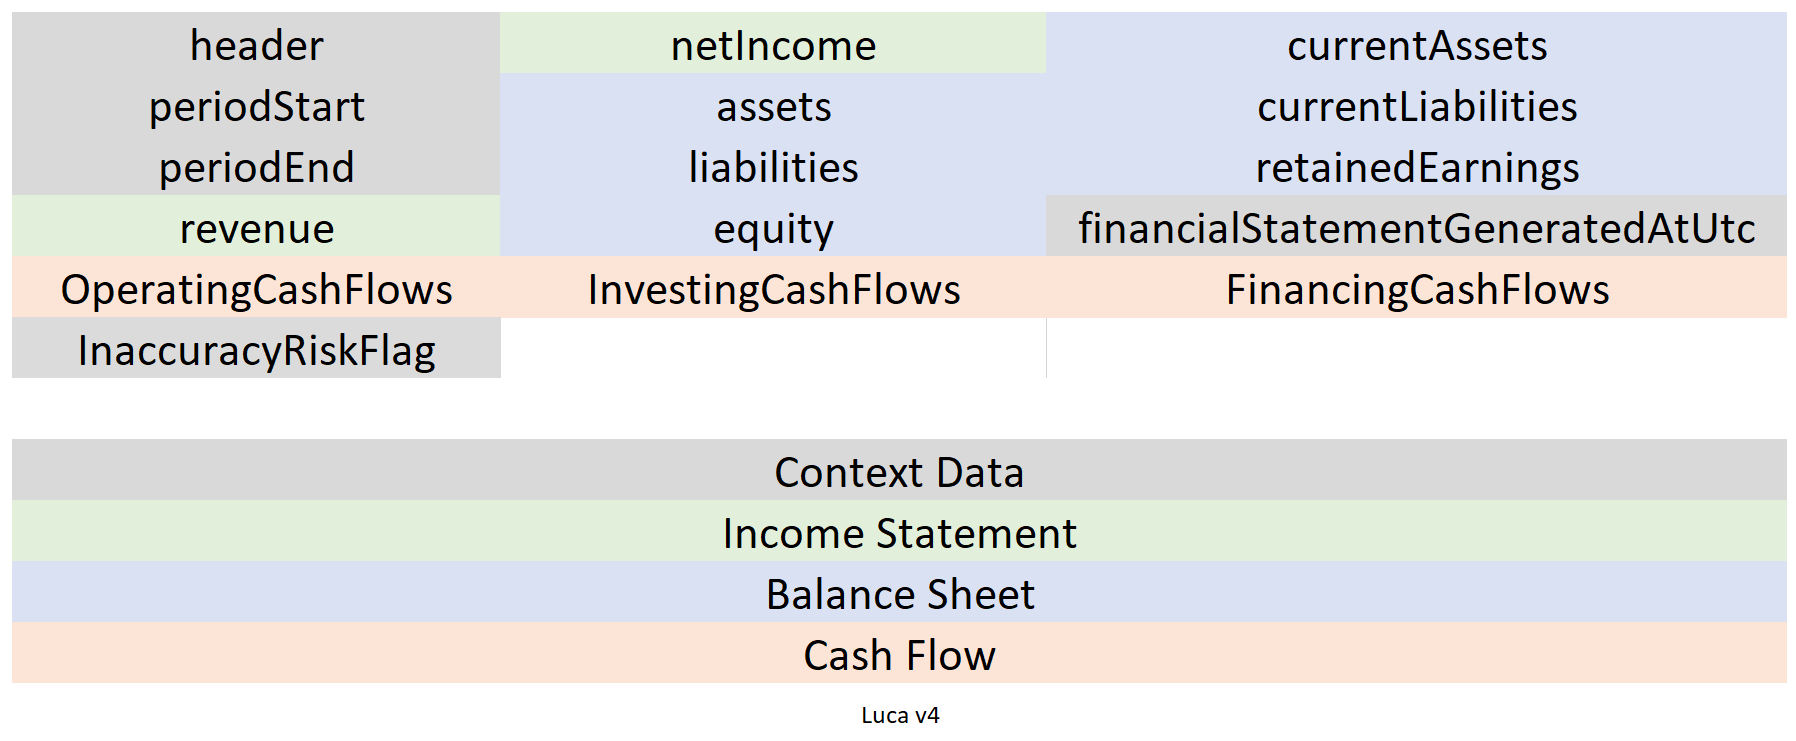 header netIncome currentAssets
periodStart assets currentLiabilities
periodEnd liabilities retainedEarnings
revenue equity financialStatementGeneratedAtUtc
OperatingCashFlows InvestingCashFlows FinancingCashFlows
InaccuracyRiskFlag
Context Data
Income Statement
Balance Sheet
Cash Flow
Luca v4